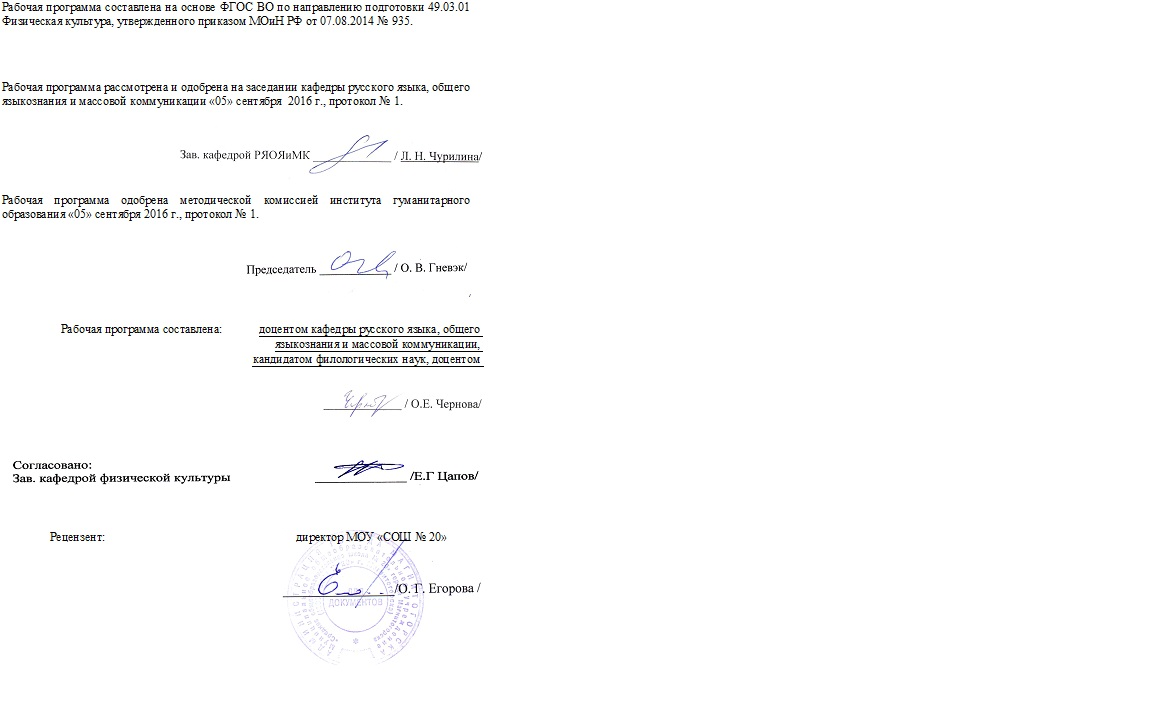 Рабочая программа составлена на основе ФГОС ВО по направлению подготовки 49.03.01
Физическая культура, утвержденного приказом МОиН РФ от 07.08.2014 № 935.
Рабочая программа рассмотрена и одобрена на заседании кафедры русского языка, общего
языкознания и массовой коммуникации «05» сентября 2016 г., протокол № 1.
Зав. кафедрой РЯОЯиМК / Л. Н. Чурилина/
Рабочая программа одобрена методической комиссией института гуманитарного
образования «05» сентября 2016 г., протокол № 1.
Председатель / О. В. Гневэк/
Рабочая программа составлена: доцентом кафедры русского языка, общего
языкознания и массовой коммуникации,
кандидатом филологических наук, доцентом
/ О.Е. Чернова/
Согласовано:
Зав. кафедрой физической культуры /Е.Г Цапов/
Рецензент: директор МОУ «СОШ № 20»
/О. Г. Егорова /
ДОКУМЕНТОВ